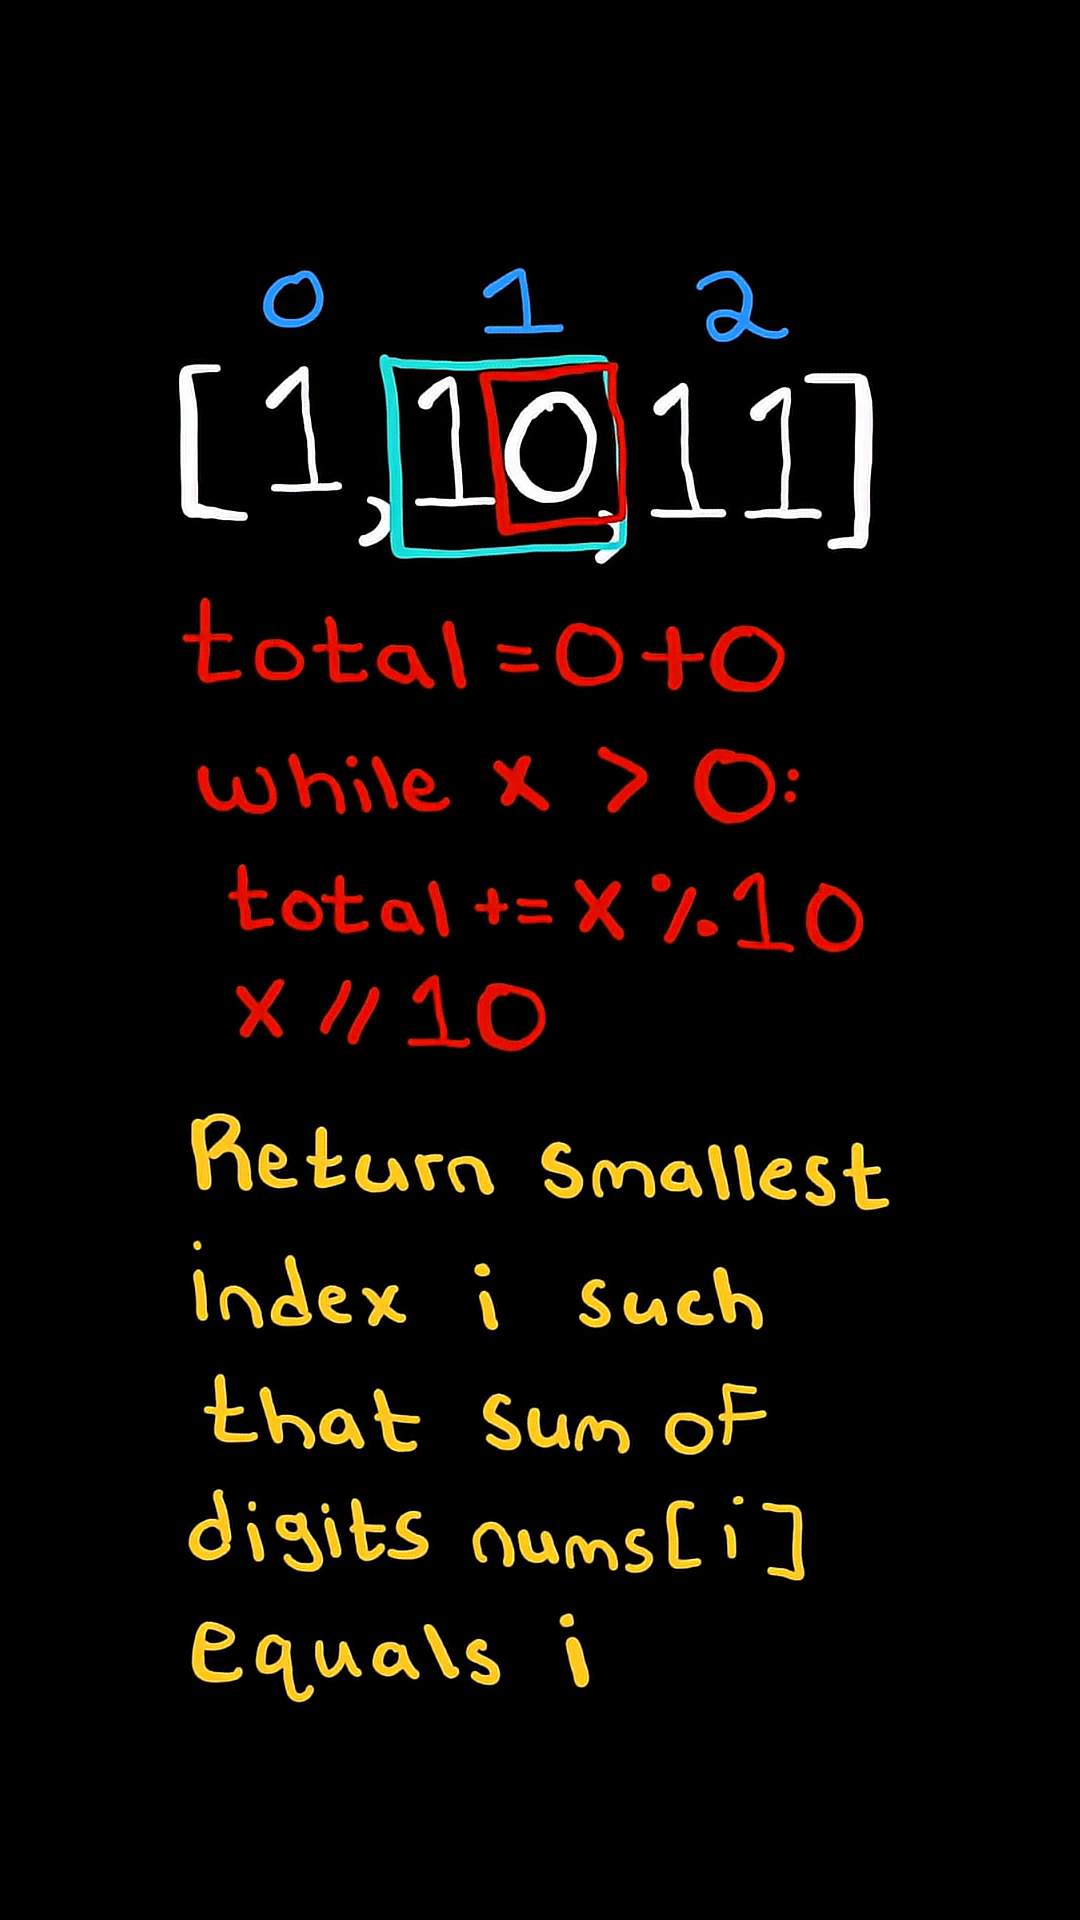 0 1 2
[1,10,11]
total=0+0
while x > 0:
total += x%10
x // 10
Return smallest
index i such
that sum of
digits nums[i]
equals i